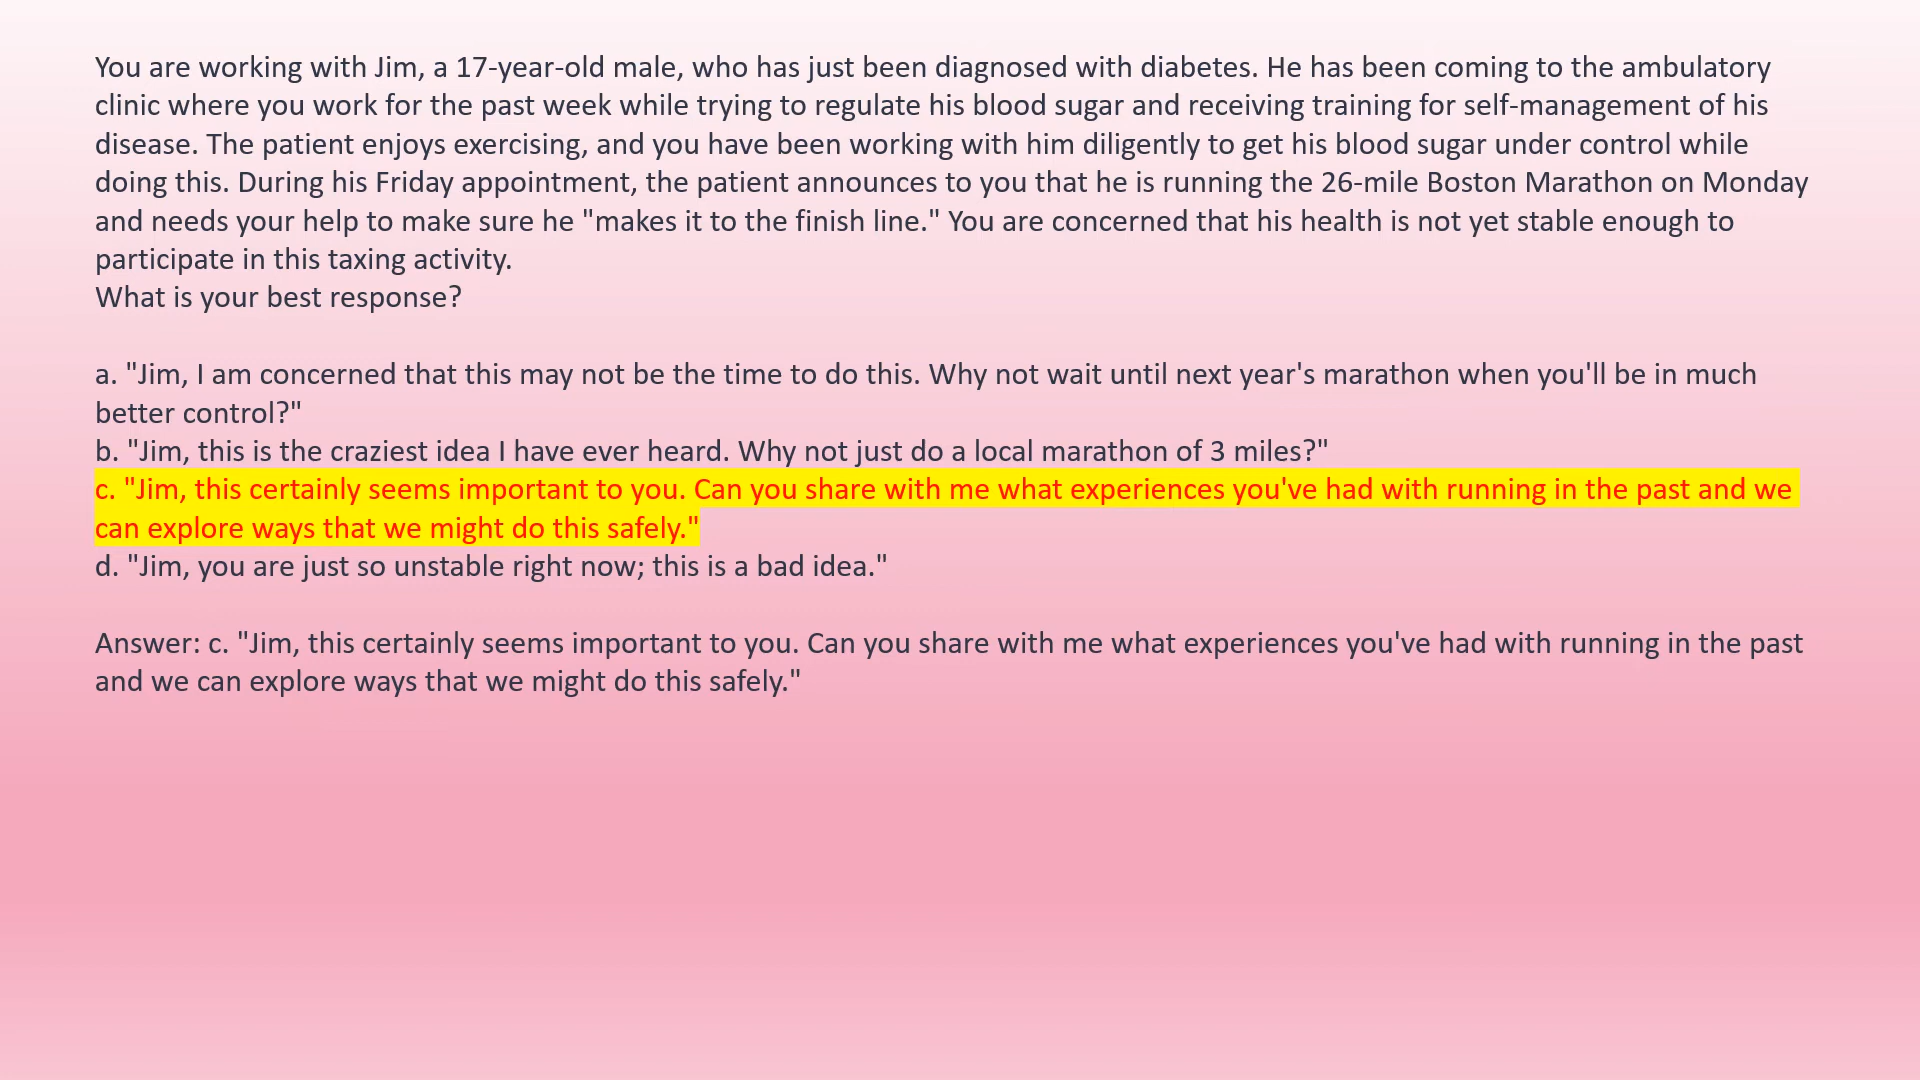 You are working with Jim, a 17-year-old male, who has just been diagnosed with diabetes. He has been coming to the ambulatory
clinic where you work for the past week while trying to regulate his blood sugar and receiving training for self-management of his
disease. The patient enjoys exercising, and you have been working with him diligently to get his blood sugar under control while
doing this. During his Friday appointment, the patient announces to you that he is running the 26-mile Boston Marathon on Monday
and needs your help to make sure he "makes it to the finish line." You are concerned that his health is not yet stable enough to
participate in this taxing activity.
What is your best response?
a. "Jim, I am concerned that this may not be the time to do this. Why not wait until next year's marathon when you'll be in much
better control?"
b. "Jim, this is the craziest idea I have ever heard. Why not just do a local marathon of 3 miles?"
c. "Jim, this certainly seems important to you. Can you share with me what experiences you've had with running in the past and we
can explore ways that we might do this safely."
d. "Jim, you are just so unstable right now; this is a bad idea."
Answer: c. "Jim, this certainly seems important to you. Can you share with me what experiences you've had with running in the past
and we can explore ways that we might do this safely."